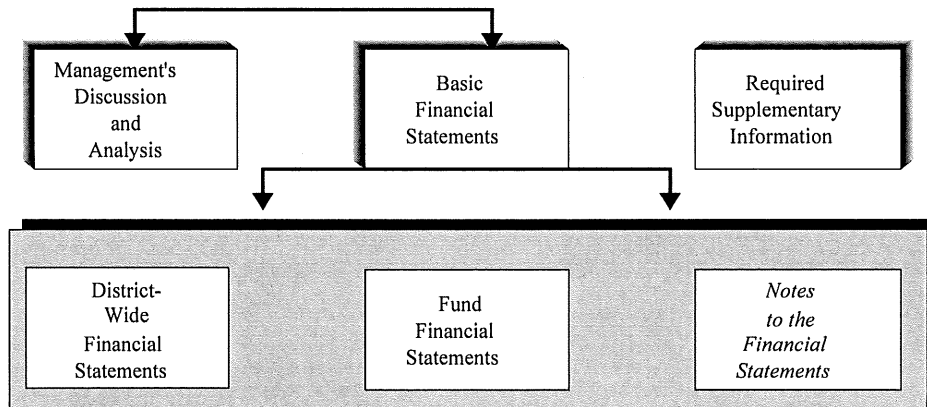 Management's
Discussion
and
Analysis
Basic
Financial
Statements
Required
Supplementary
Information
District-
Wide
Financial
Statements
Fund
Financial
Statements
Notes
to the
Financial
Statements